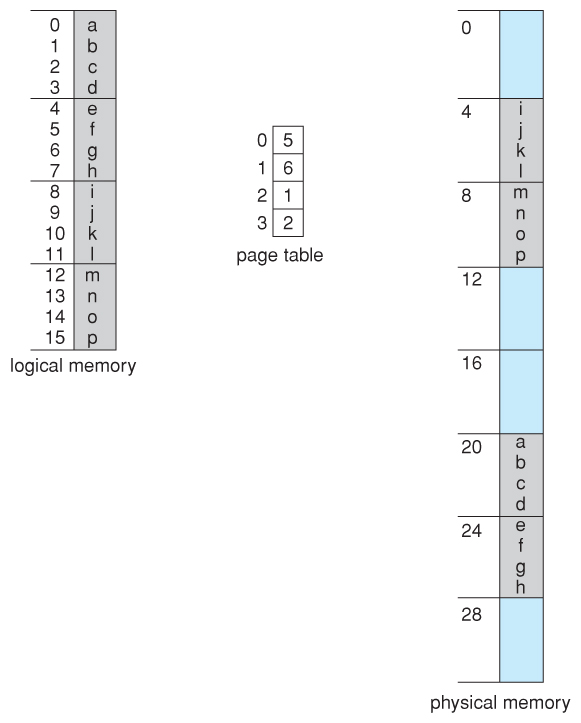 0 a
1 b
2 c
3 d
4 e
5 f
6 g
7 h
8 i
9 j
10 k
11 l
12 m
13 n
14 o
15 p
logical memory
0 5
1 6
2 1
3 2
page table
0
4 i
j
k
l
8 m
n
o
p
12
16
20 a
b
c
d
24 e
f
g
h
28
physical memory